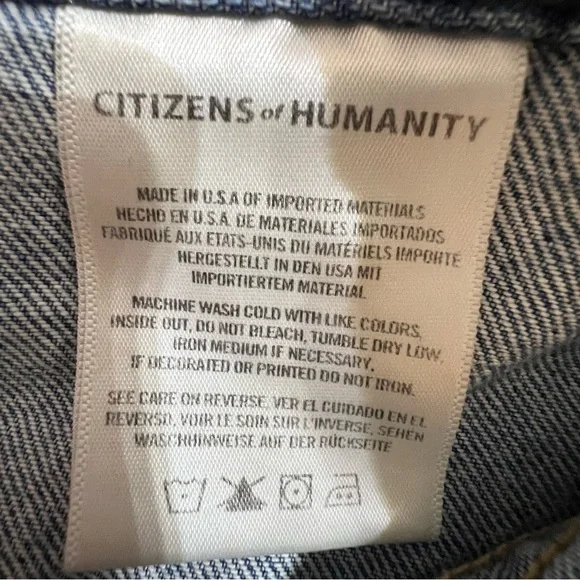 CITIZENS of HUMANITY
MADE IN U.S.A OF IMPORTED MATERIALS
HECHO EN U.S.A. DE MATERIALES IMPORTADOS
FABRIQUÉ AUX ETATS-UNIS DU MATÉRIELS IMPORTÉ
HERGESTELLT IN DEN USA MIT
IMPORTIERTEM MATERIAL
MACHINE WASH COLD WITH LIKE COLORS,
INSIDE OUT, DO NOT BLEACH, TUMBLE DRY LOW.
IRON MEDIUM IF NECESSARY.
IF DECORATED OR PRINTED DO NOT IRON.
SEE CARE ON REVERSE, VER EL CUIDADO EN EL
REVERSO, VOIR LE SOIN SUR L'INVERSE, SEHEN
WASCHHINWEISE AUF DER RÜCKSEITE